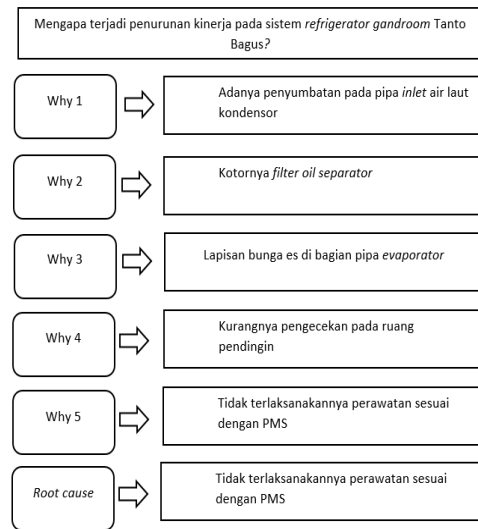 Mengapa terjadi penurunan kinerja pada sistem refrigerator gandroom Tanto
Bagus?
Why 1
Adanya penyumbatan pada pipa inlet air laut
kondensor
Why 2
Kotornya filter oil separator
Why 3
Lapisan bunga es di bagian pipa evaporator
Why 4
Kurangnya pengecekan pada ruang
pendingin
Why 5
Tidak terlaksanakannya perawatan sesuai
dengan PMS
Root cause
Tidak terlaksanakannya perawatan sesuai
dengan PMS